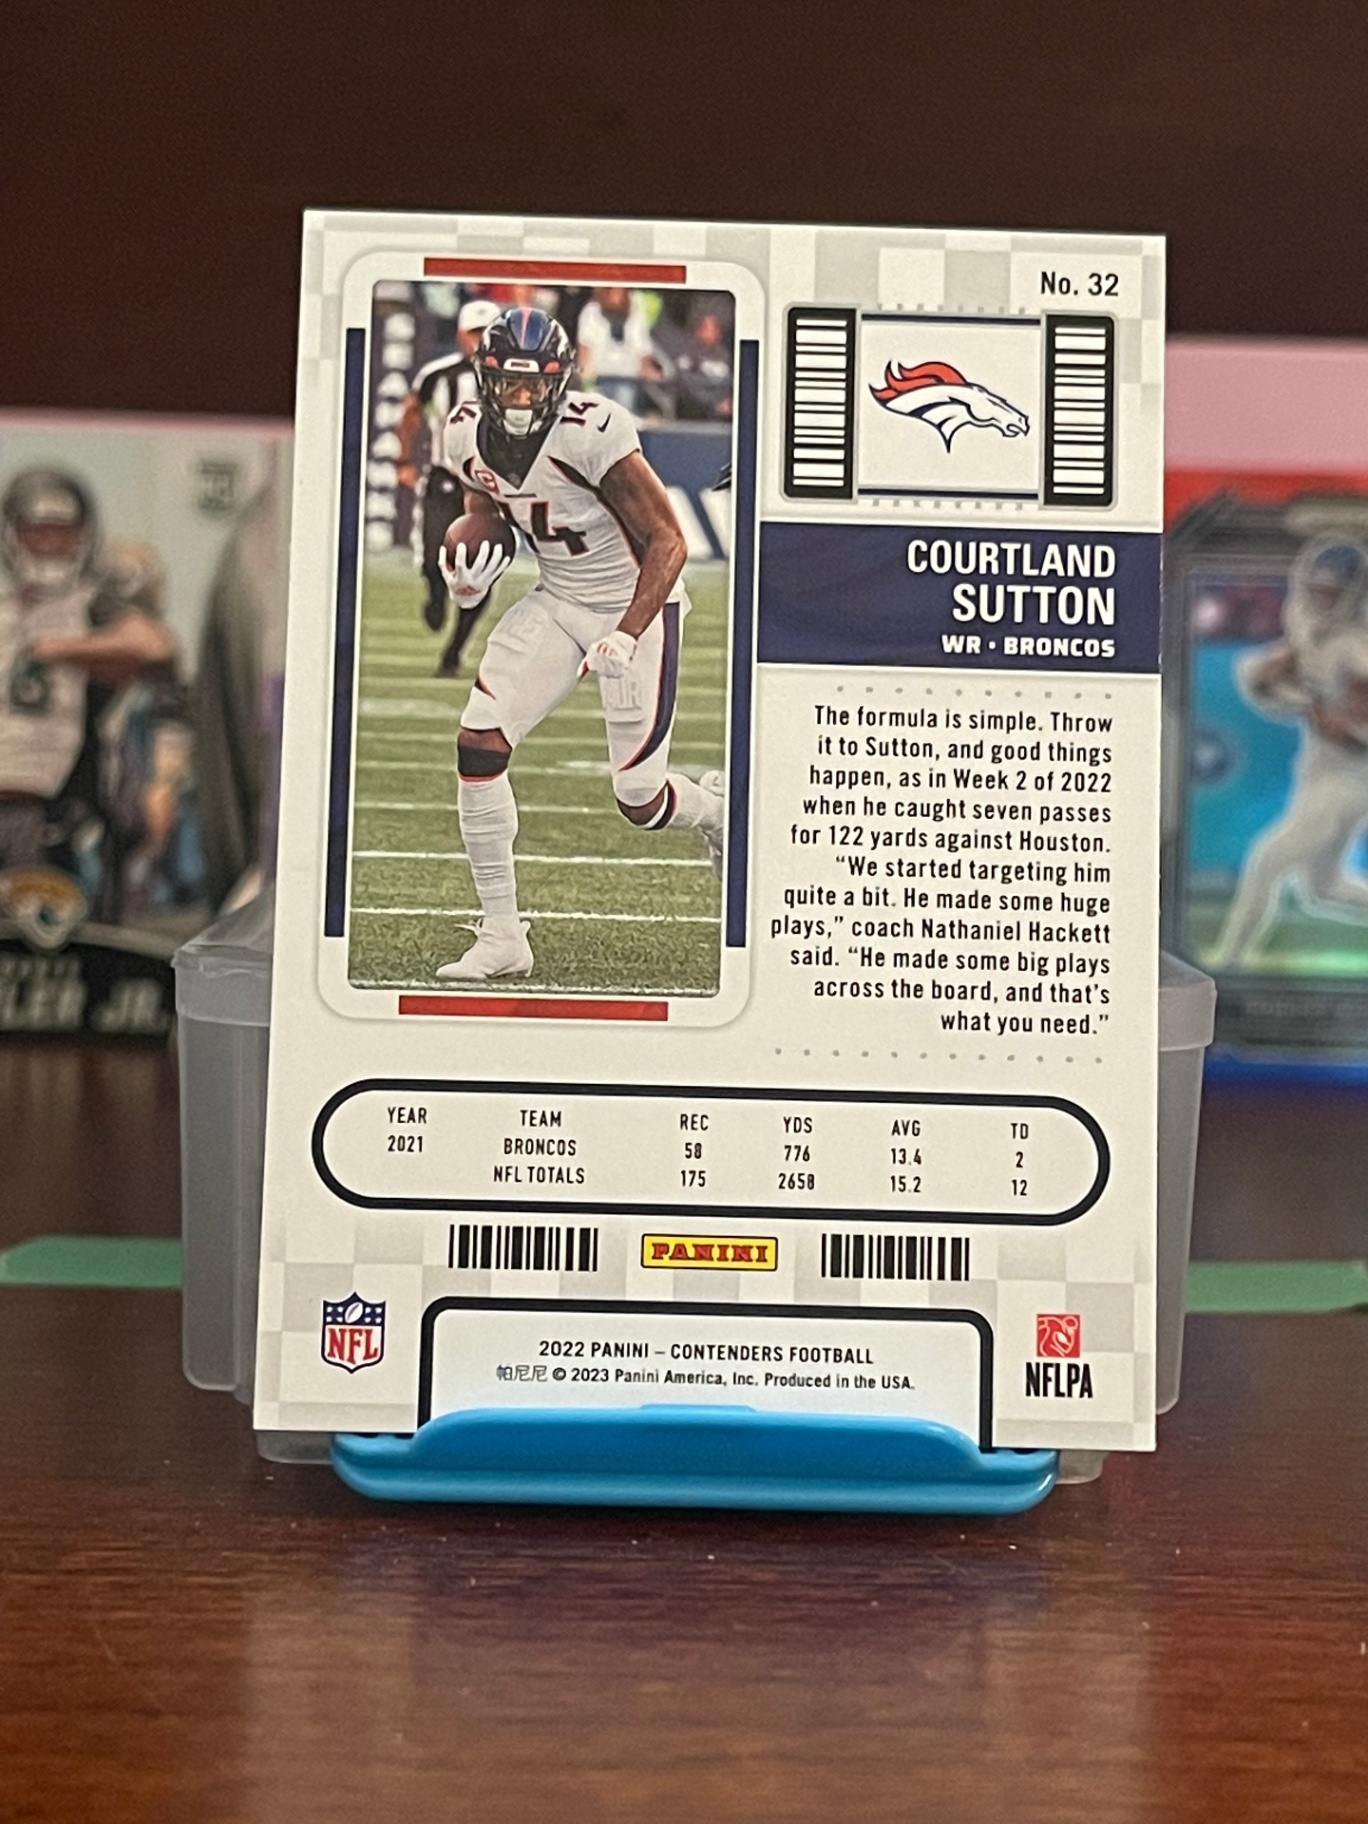 No. 32
COURTLAND
SUTTON
WR • BRONCOS
The formula is simple. Throw
it to Sutton, and good things
happen, as in Week 2 of 2022
when he caught seven passes
for 122 yards against Houston.
“We started targeting him
quite a bit. He made some huge
plays,” coach Nathaniel Hackett
said. “He made some big plays
across the board, and that’s
what you need.”
14
14
YEAR TEAM REC YDS AVG TD
2021 BRONCOS 58 776 13.4 2
NFL TOTALS 175 2658 15.2 12
PANINI
NFL
NFLPA
2022 PANINI – CONTENDERS FOOTBALL
帕尼尼 © 2023 Panini America, Inc. Produced in the USA.
JR.